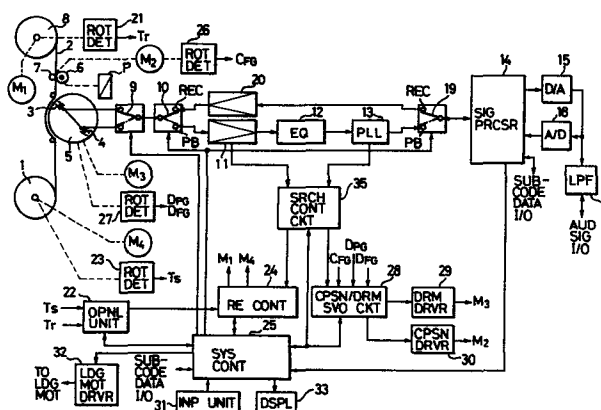 8
21
ROT DET
Tr
2
7
6
M2
26
ROT DET
CFG
M1
P
3
9
10
REC
20
REC
19
14
SIG PRCSR
15
D/A
16
A/D
12
EQ
13
PLL
PB
11
PB
4
5
M3
27
ROT DET
DPG
DFG
1
M4
23
ROT DET
Ts
35
SRCH CONT CKT
SUB-CODE DATA I/O
LPF
AUD SIG I/O
M1
M4
24
RE CONT
CFG
DPG
DFG
28
CPSN/DRM SVO CKT
29
DRM DRVR
M3
CPSN DRVR
30
M2
Ts
Tr
22
OPNL UNIT
25
SYS CONT
32
LDG MOT DRVR
TO LDG MOT
SUB-CODE DATA I/O
31
INP UNIT
33
DSPL